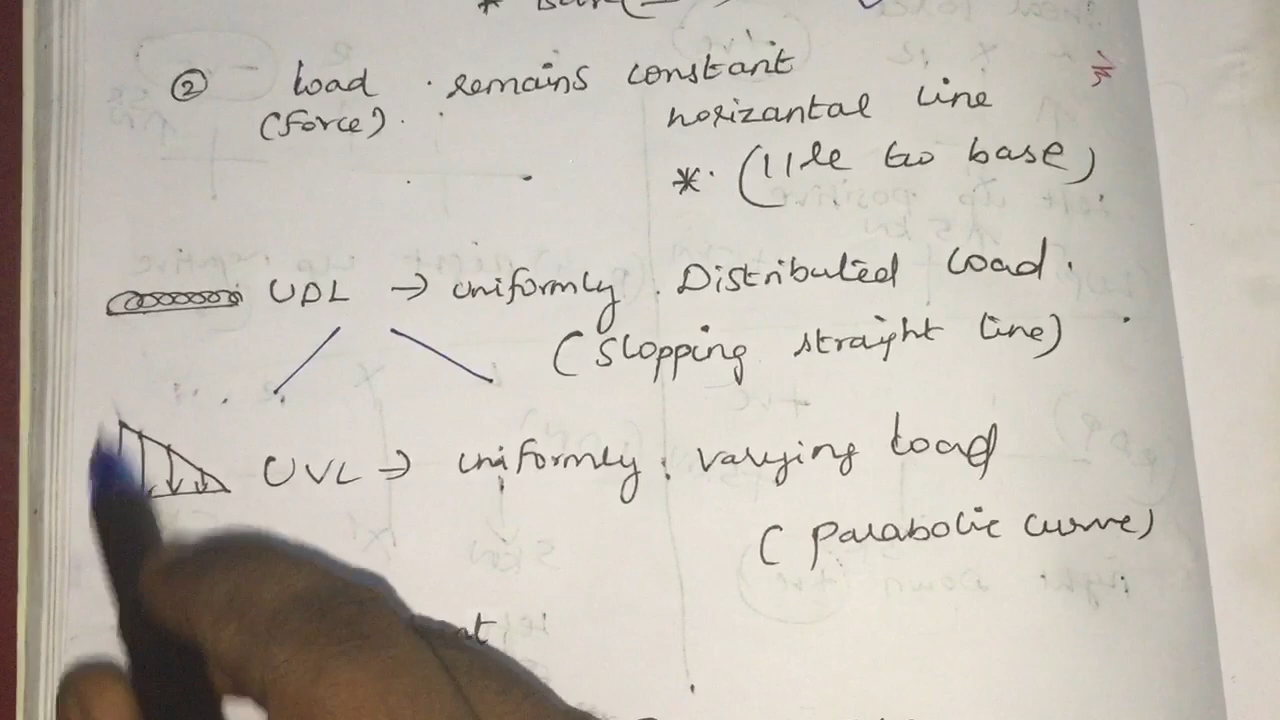 ② Load remains constant
(Force). horizantal line
* (11le to base)
UDL → uniformly Distributed Load.
(Slopping straight line)
UVL → uniformly varying Load
(Parabolic curve)